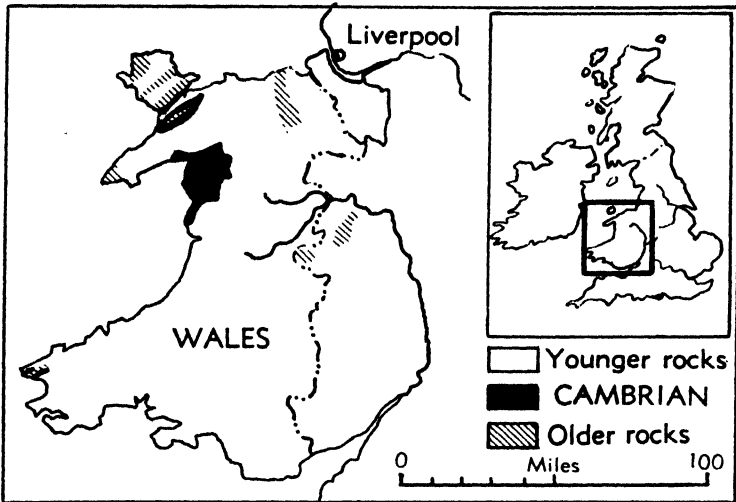 Liverpool
WALES
Younger rocks
CAMBRIAN
Older rocks
0 Miles 100